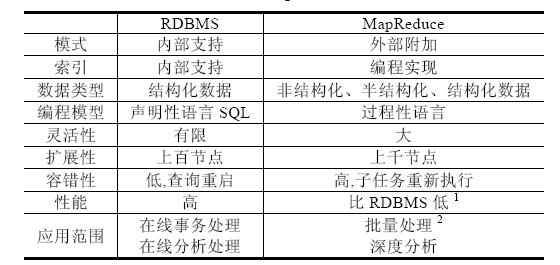 RDBMS MapReduce
模式 内部支持 外部附加
索引 内部支持 编程实现
数据类型 结构化数据 非结构化、半结构化、结构化数据
编程模型 声明性语言 SQL 过程性语言
灵活性 有限 大
扩展性 上百节点 上千节点
容错性 低,查询重启 高,子任务重新执行
性能 高 比 RDBMS 低 1
应用范围 在线事务处理 批量处理 2
在线分析处理 深度分析